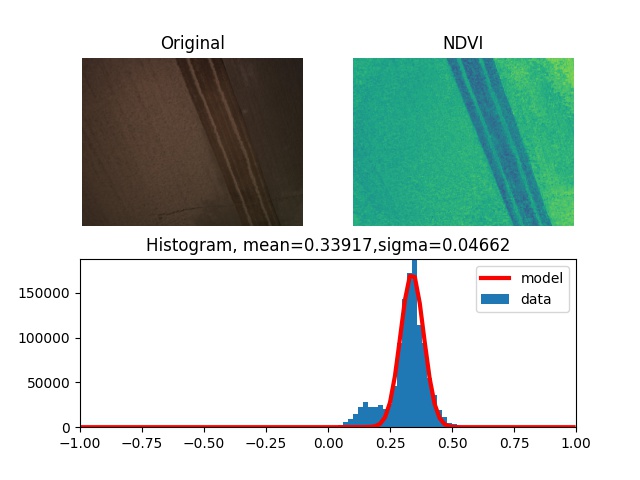 Original
NDVI
Histogram, mean=0.33917,sigma=0.04662
150000
100000
50000
0
model
data
−1.00 −0.75 −0.50 −0.25 0.00 0.25 0.50 0.75 1.00